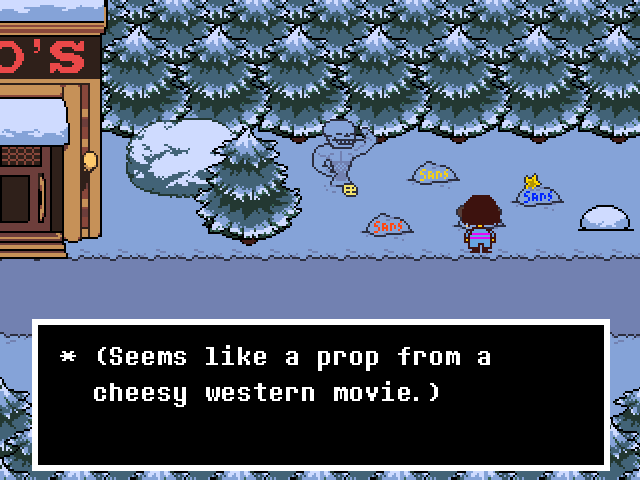 O'S
SANS
SANS
SANS
* (Seems like a prop from a
cheesy western movie.)